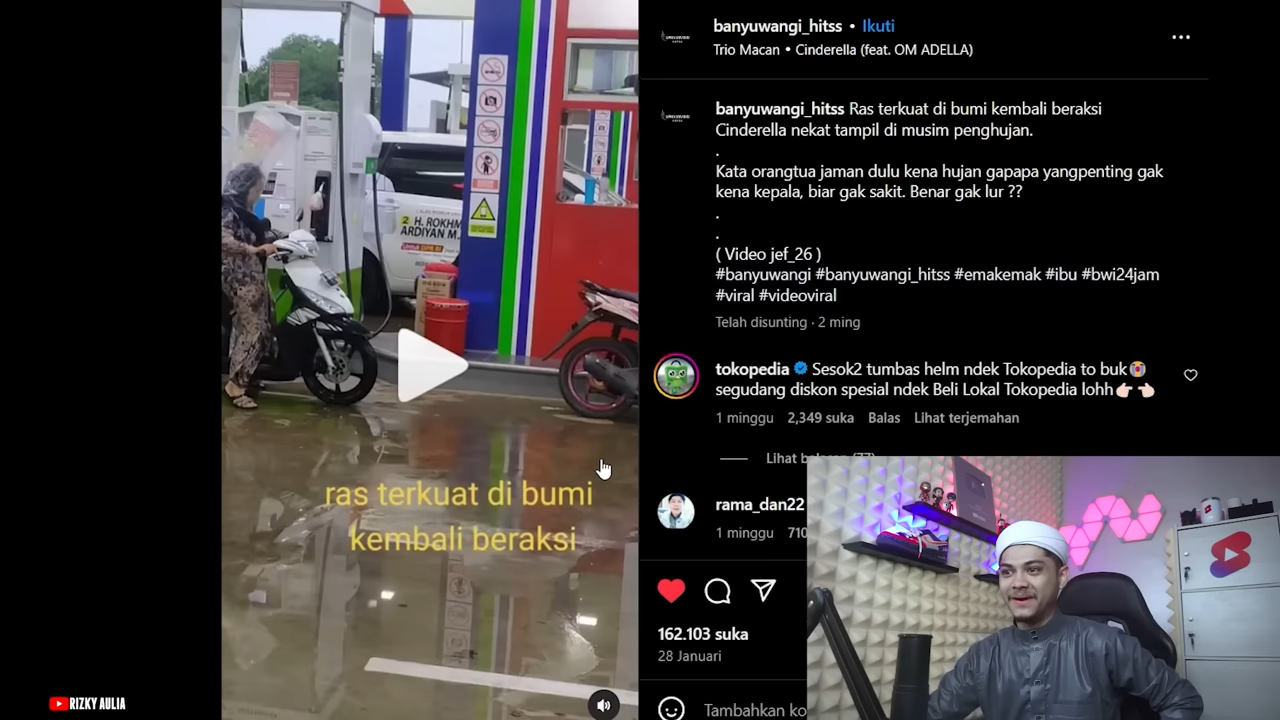 banyuwangi_hitss • Ikuti
Trio Macan • Cinderella (feat. OM ADELLA)
banyuwangi_hitss Ras terkuat di bumi kembali beraksi
Cinderella nekat tampil di musim penghujan.
.
Kata orangtua jaman dulu kena hujan gapapa yangpenting gak
kena kepala, biar gak sakit. Benar gak lur ??
.
.
( Video jef_26 )
#banyuwangi #banyuwangi_hitss #emakemak #ibu #bwi24jam
#viral #videoviral
Telah disunting · 2 ming
tokopedia Sesok2 tumbas helm ndek Tokopedia to buk😭
segudang diskon spesial ndek Beli Lokal Tokopedia lohh👉🏻👈🏻
1 minggu 2,349 suka Balas Lihat terjemahan
Lihat
rama_dan22
1 minggu 710
162.103 suka
28 Januari
Tambahkan ko
2 H. ROKHM
ARDIYAN M.
ras terkuat di bumi
kembali beraksi
RIZKY AULIA